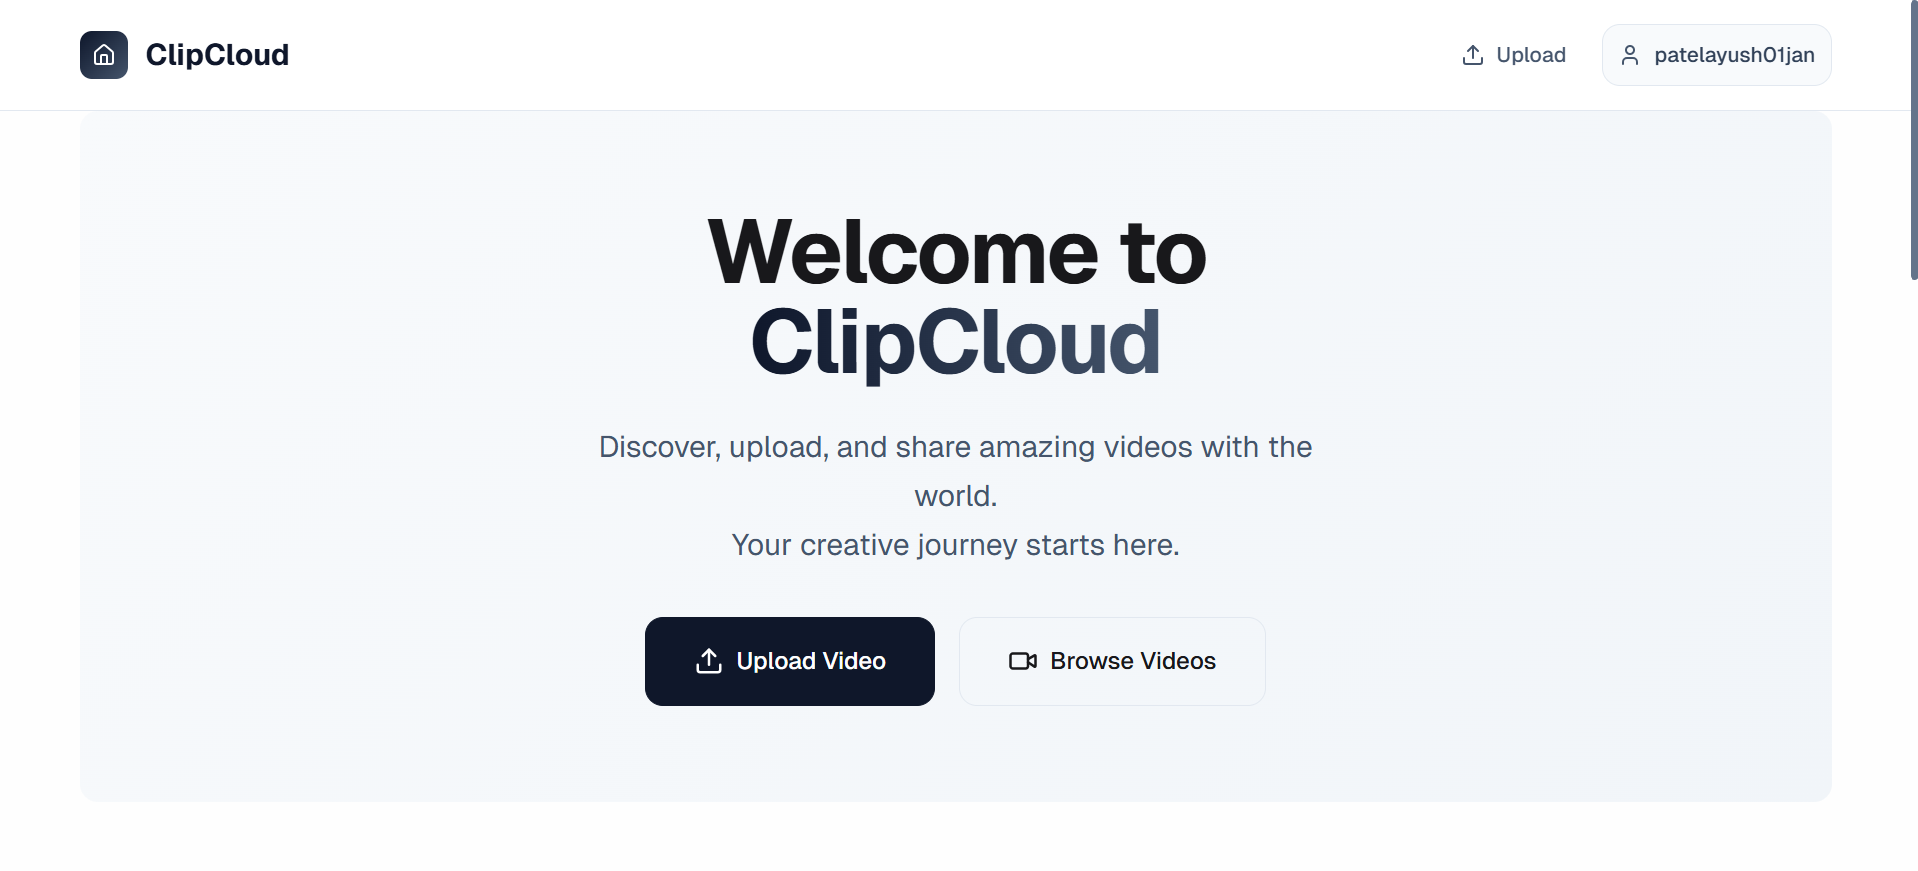 ClipCloud
Upload
patelayush01jan
Welcome to
ClipCloud
Discover, upload, and share amazing videos with the
world.
Your creative journey starts here.
Upload Video
Browse Videos